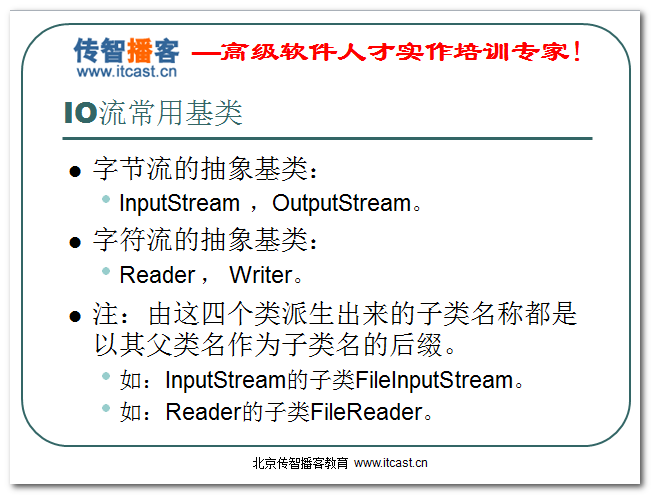 传智播客 —高级软件人才实作培训专家!
www.itcast.cn
IO流常用基类
字节流的抽象基类:
InputStream ,OutputStream。
字符流的抽象基类:
Reader , Writer。
注:由这四个类派生出来的子类名称都是
以其父类名作为子类名的后缀。
如:InputStream的子类FileInputStream。
如:Reader的子类FileReader。
北京传智播客教育 www.itcast.cn